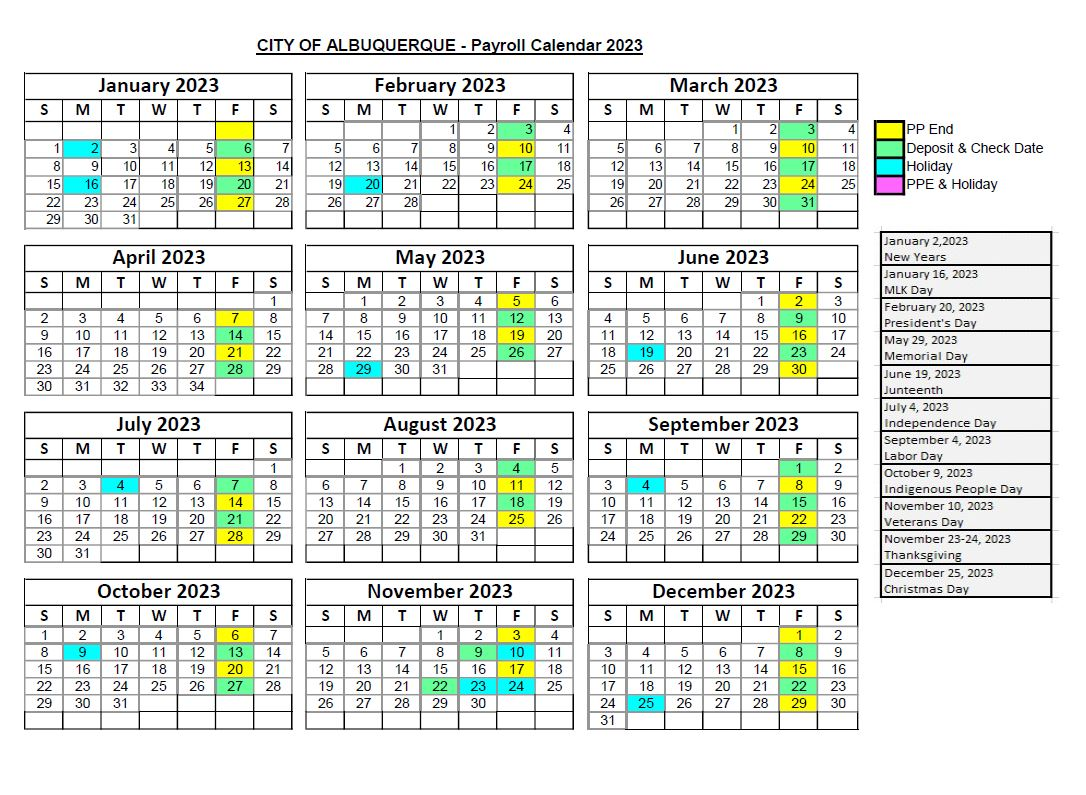 CITY OF ALBUQUERQUE - Payroll Calendar 2023
January 2023
S M T W T F S
1 2 3 4 5 6 7
8 9 10 11 12 13 14
15 16 17 18 19 20 21
22 23 24 25 26 27 28
29 30 31
February 2023
S M T W T F S
1 2 3 4
5 6 7 8 9 10 11
12 13 14 15 16 17 18
19 20 21 22 23 24 25
26 27 28
March 2023
S M T W T F S
1 2 3 4
5 6 7 8 9 10 11
12 13 14 15 16 17 18
19 20 21 22 23 24 25
26 27 28 29 30 31
PP End
Deposit & Check Date
Holiday
PPE & Holiday
April 2023
S M T W T F S
1
2 3 4 5 6 7 8
9 10 11 12 13 14 15
16 17 18 19 20 21 22
23 24 25 26 27 28 29
30 31 32 33 34
May 2023
S M T W T F S
1 2 3 4 5 6
7 8 9 10 11 12 13
14 15 16 17 18 19 20
21 22 23 24 25 26 27
28 29 30 31
June 2023
S M T W T F S
1 2 3
4 5 6 7 8 9 10
11 12 13 14 15 16 17
18 19 20 21 22 23 24
25 26 27 28 29 30
July 2023
S M T W T F S
1
2 3 4 5 6 7 8
9 10 11 12 13 14 15
16 17 18 19 20 21 22
23 24 25 26 27 28 29
30 31
August 2023
S M T W T F S
1 2 3 4 5
6 7 8 9 10 11 12
13 14 15 16 17 18 19
20 21 22 23 24 25 26
27 28 29 30 31
September 2023
S M T W T F S
1 2
3 4 5 6 7 8 9
10 11 12 13 14 15 16
17 18 19 20 21 22 23
24 25 26 27 28 29 30
October 2023
S M T W T F S
1 2 3 4 5 6 7
8 9 10 11 12 13 14
15 16 17 18 19 20 21
22 23 24 25 26 27 28
29 30 31
November 2023
S M T W T F S
1 2 3 4
5 6 7 8 9 10 11
12 13 14 15 16 17 18
19 20 21 22 23 24 25
26 27 28 29 30
December 2023
S M T W T F S
1 2
3 4 5 6 7 8 9
10 11 12 13 14 15 16
17 18 19 20 21 22 23
24 25 26 27 28 29 30
31
January 2,2023
New Years
January 16, 2023
MLK Day
February 20, 2023
President's Day
May 29, 2023
Memorial Day
June 19, 2023
Junteenth
July 4, 2023
Independence Day
September 4, 2023
Labor Day
October 9, 2023
Indigenous People Day
November 10, 2023
Veterans Day
November 23-24, 2023
Thanksgiving
December 25, 2023
Christmas Day